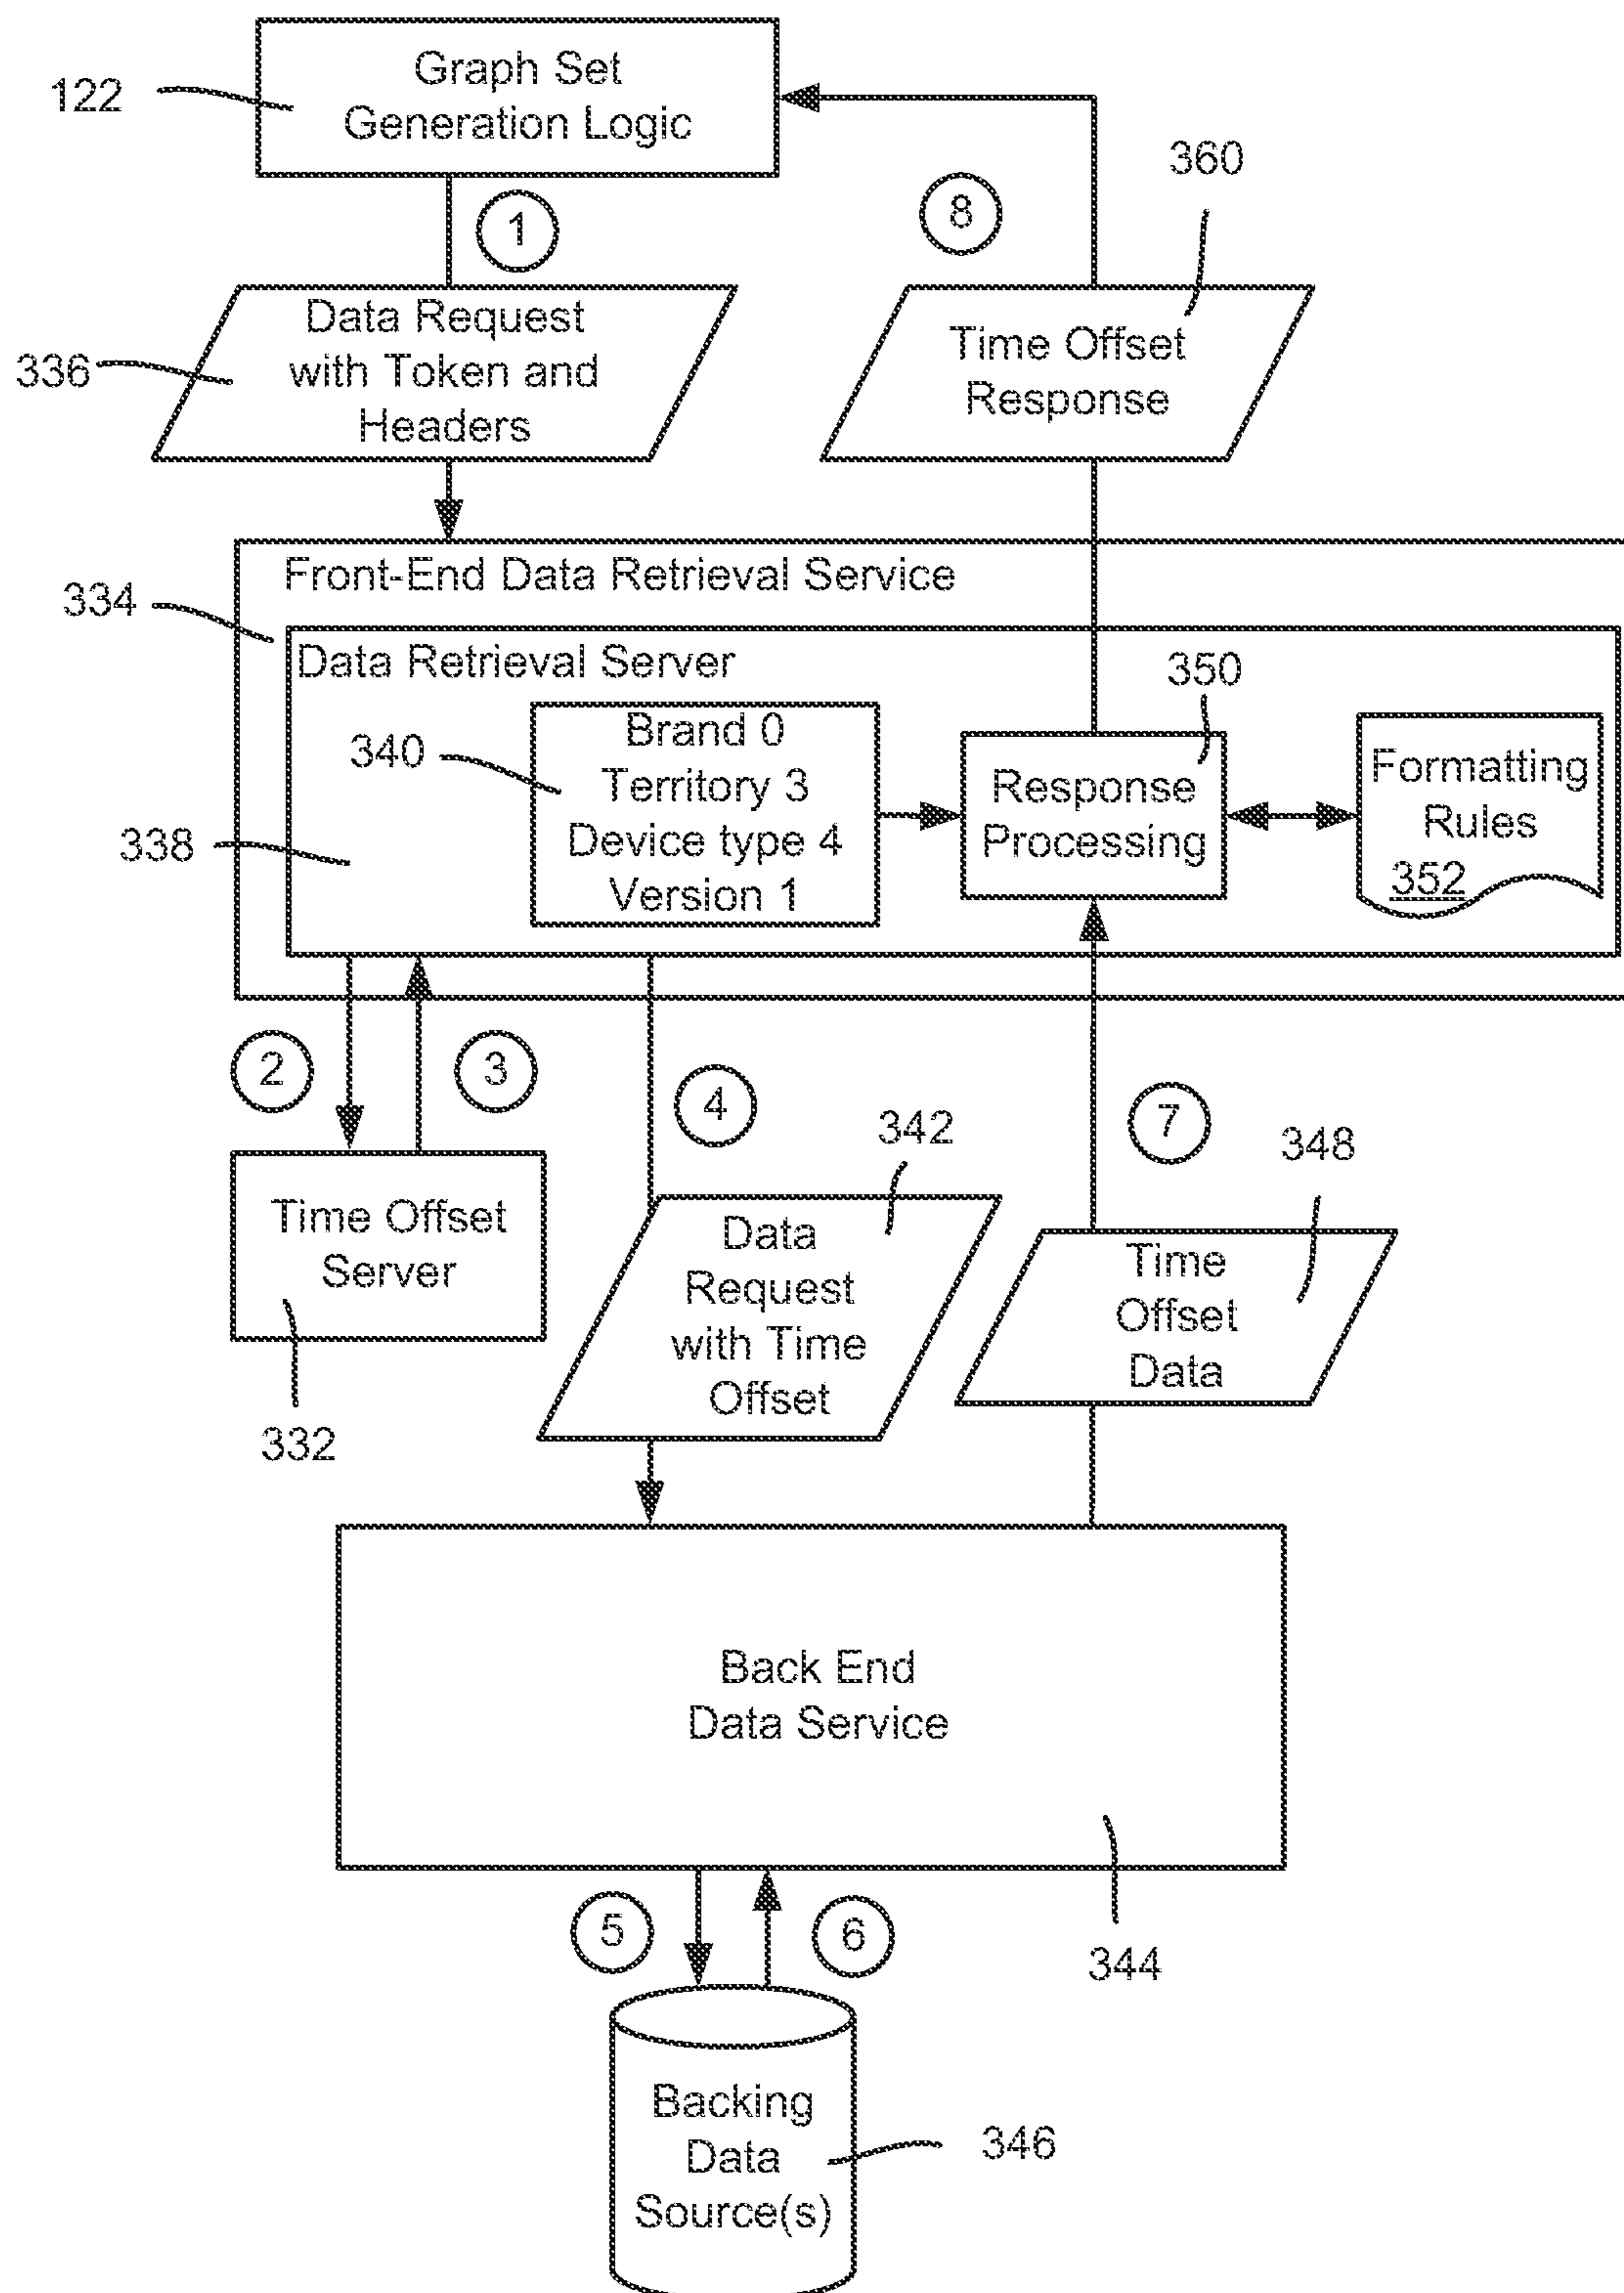 Graph Set
Generation Logic
122
360
1
8
Data Request
with Token and
Headers
336
Time Offset
Response
Front-End Data Retrieval Service
334
Data Retrieval Server
350
340
Brand 0
Territory 3
Device type 4
Version 1
338
Response
Processing
Formatting
Rules
352
2
3
4
342
7
348
Time Offset
Server
332
Data
Request
with Time
Offset
Time
Offset
Data
Back End
Data Service
344
5
6
Backing
Data
Source(s)
346